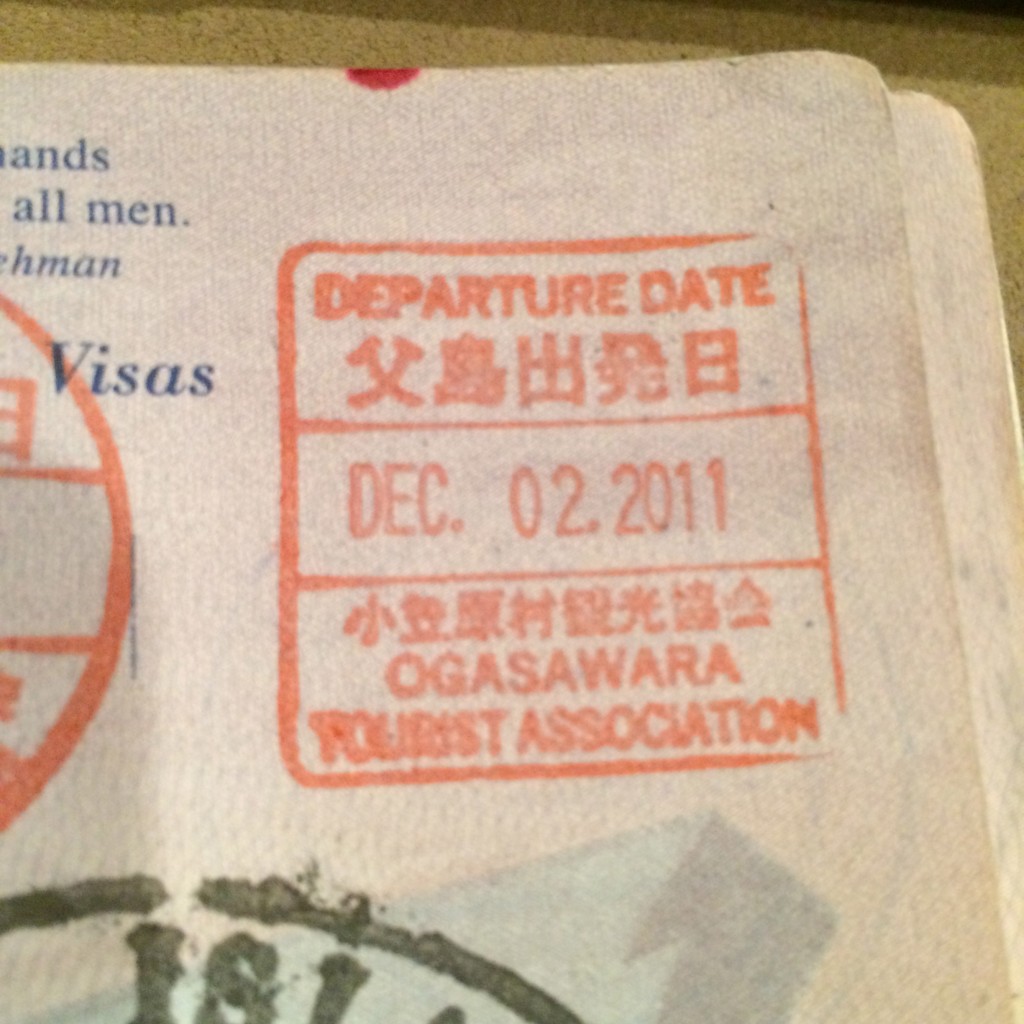 all men.
Visas
DEPARTURE DATE
父島出発日
DEC. 02.2011
小笠原村観光協会
OGASAWARA
TOURIST ASSOCIATION
日